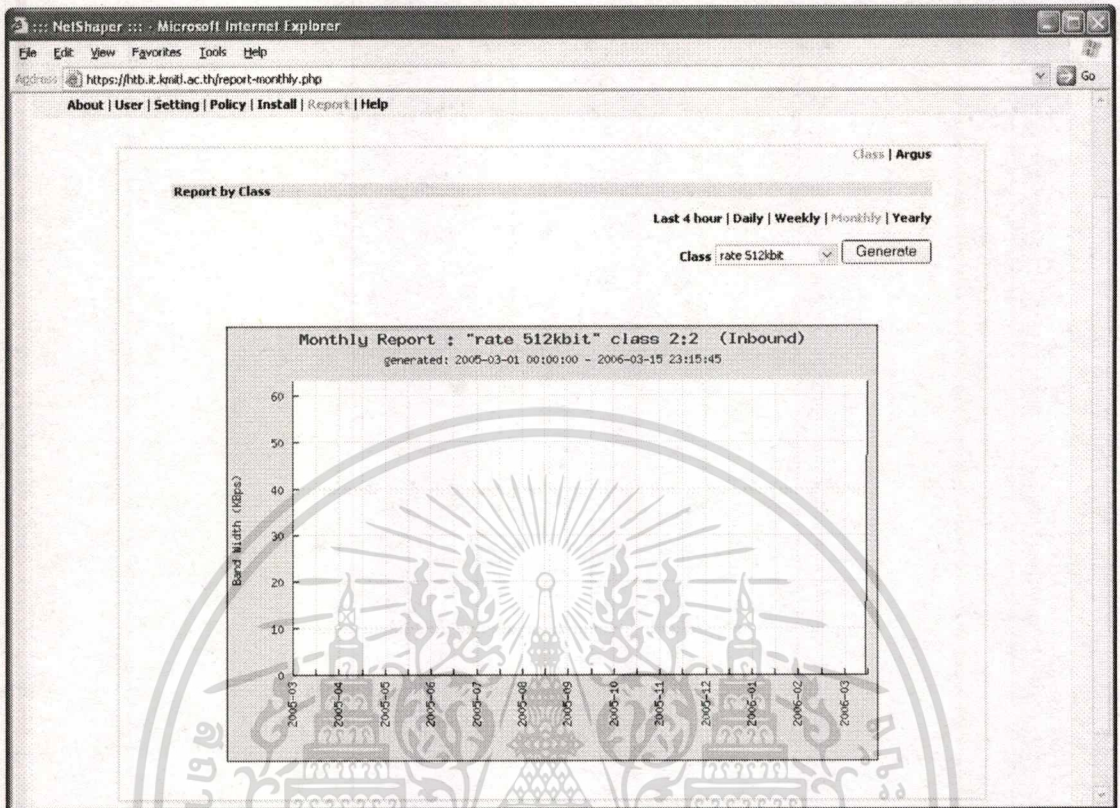 ::: NetShaper ::: - Microsoft Internet Explorer
File Edit View Favorites Tools Help
Address https://htb.it.kmitl.ac.th/report-monthly.php Go
About | User | Setting | Policy | Install | Report | Help
Class | Argus
Report by Class
Last 4 hour | Daily | Weekly | Monthly | Yearly
Class rate 512kbit Generate
Monthly Report : "rate 512kbit" class 2:2 (Inbound)
generated: 2005-03-01 00:00:00 - 2006-03-15 23:15:45
Band Width (KBps)
60
50
40
30
20
10
0
2005-03 2005-04 2005-05 2005-06 2005-07 2005-08 2005-09 2005-10 2005-11 2005-12 2006-01 2006-02 2006-03